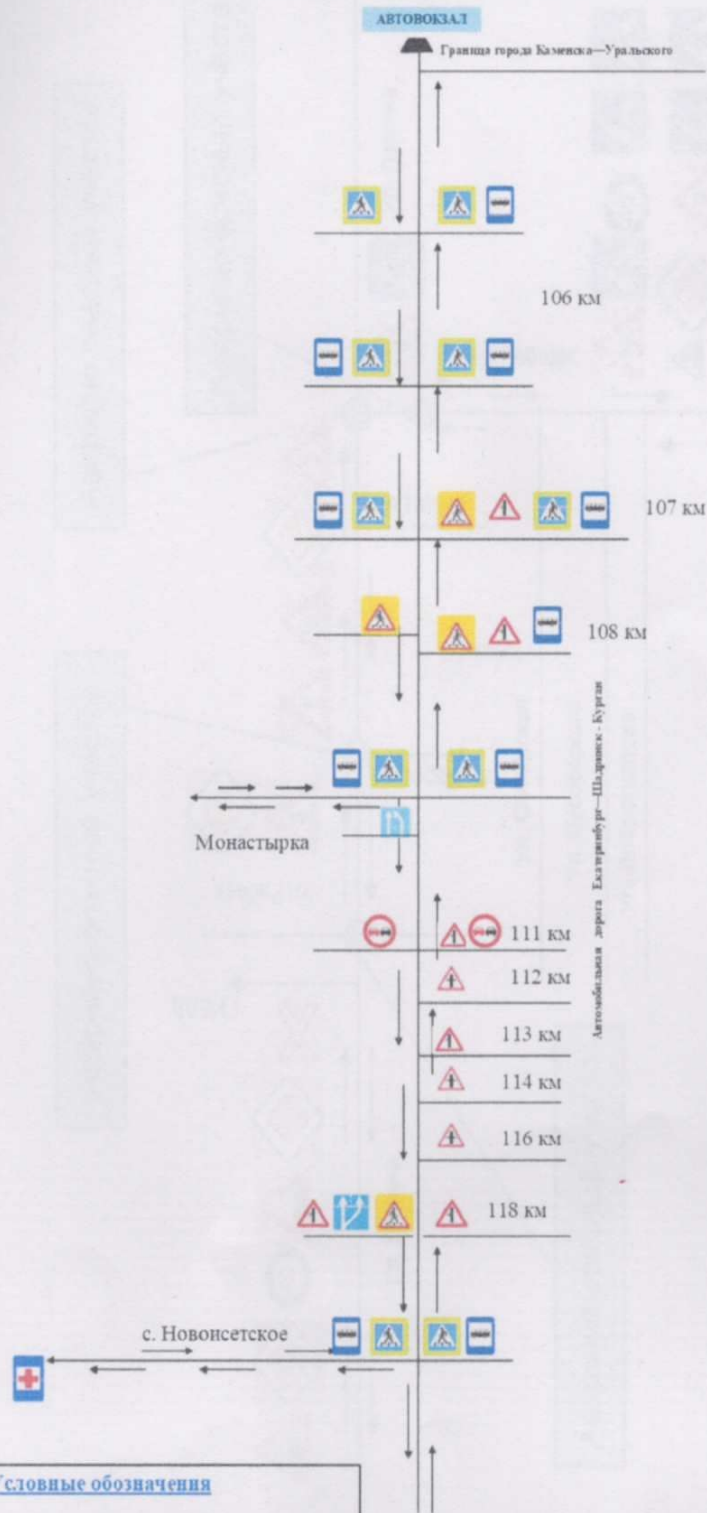 АВТОВОКЗАЛ
Граница города Каменска—Уральского
106 км
107 км
108 км
Автомобильная дорога Екатеринбург—Шадринск - Курган
Монастырка
111 км
112 км
113 км
114 км
116 км
118 км
с. Новоисетское
Условные обозначения